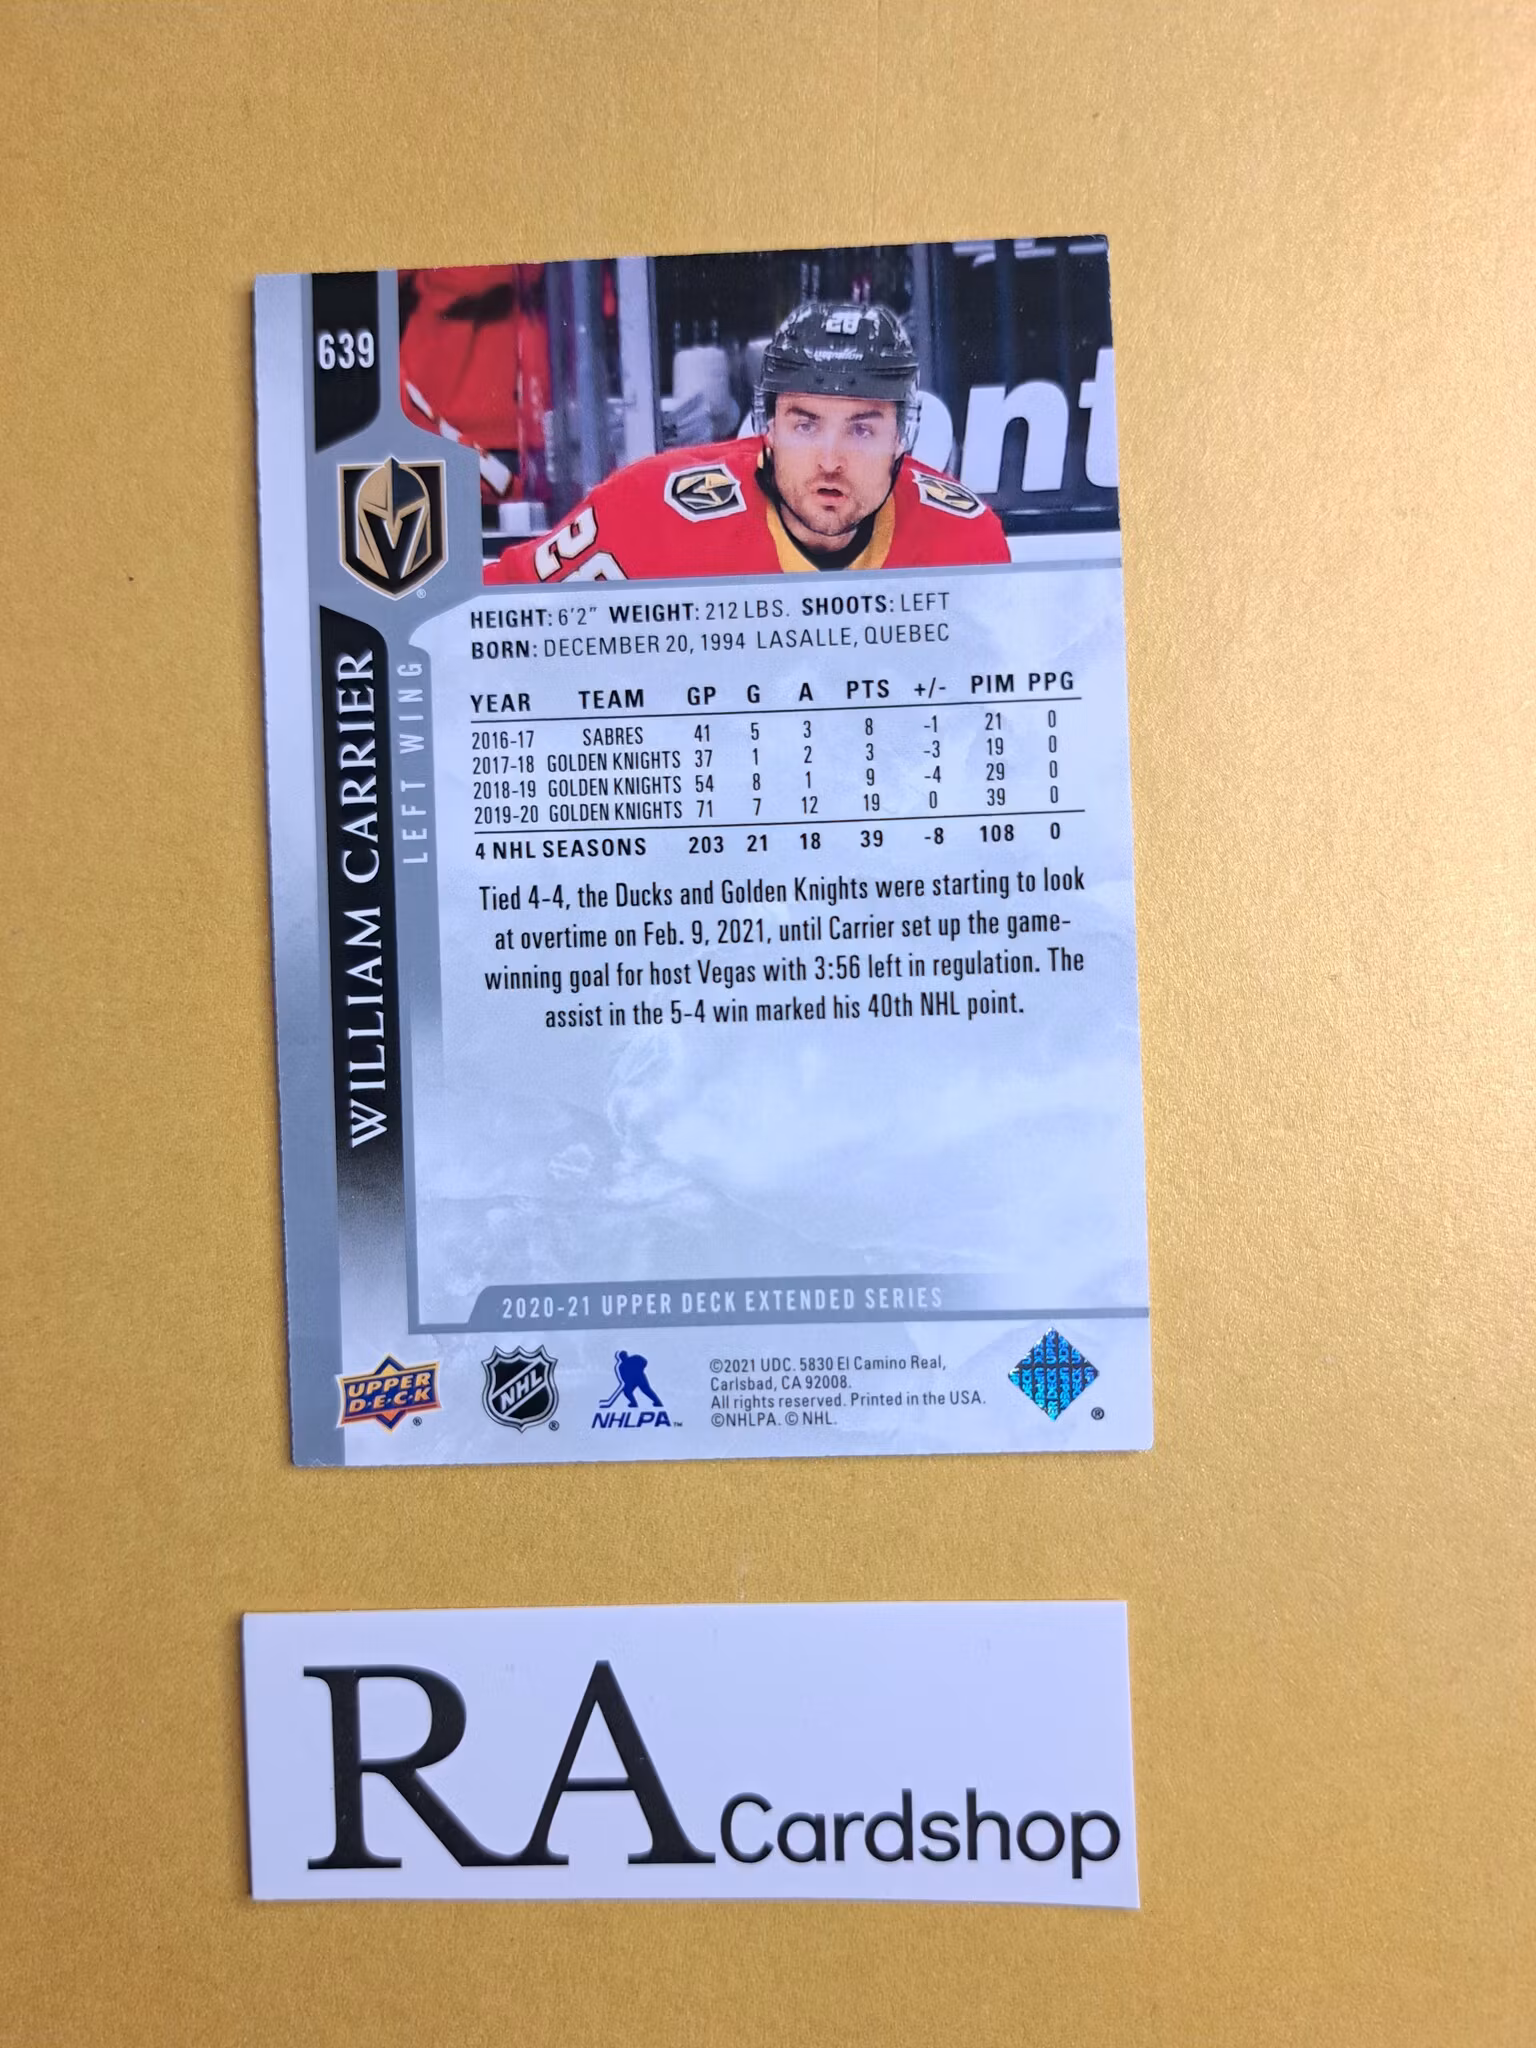 639
28
ont
28
WILLIAM CARRIER
LEFT WING
HEIGHT: 6'2" WEIGHT: 212 LBS. SHOOTS: LEFT
BORN: DECEMBER 20, 1994 LASALLE, QUEBEC
YEAR TEAM GP G A PTS +/- PIM PPG
2016-17 SABRES 41 5 3 8 -1 21 0
2017-18 GOLDEN KNIGHTS 37 1 2 3 -3 19 0
2018-19 GOLDEN KNIGHTS 54 8 1 9 -4 29 0
2019-20 GOLDEN KNIGHTS 71 7 12 19 0 39 0
4 NHL SEASONS 203 21 18 39 -8 108 0
Tied 4-4, the Ducks and Golden Knights were starting to look
at overtime on Feb. 9, 2021, until Carrier set up the game-
winning goal for host Vegas with 3:56 left in regulation. The
assist in the 5-4 win marked his 40th NHL point.
2020-21 UPPER DECK EXTENDED SERIES
UPPER
D·E·C·K ®
NHL ®
NHLPA™
©2021 UDC. 5830 El Camino Real,
Carlsbad, CA 92008.
All rights reserved. Printed in the USA.
©NHLPA. © NHL.
®
RA Cardshop